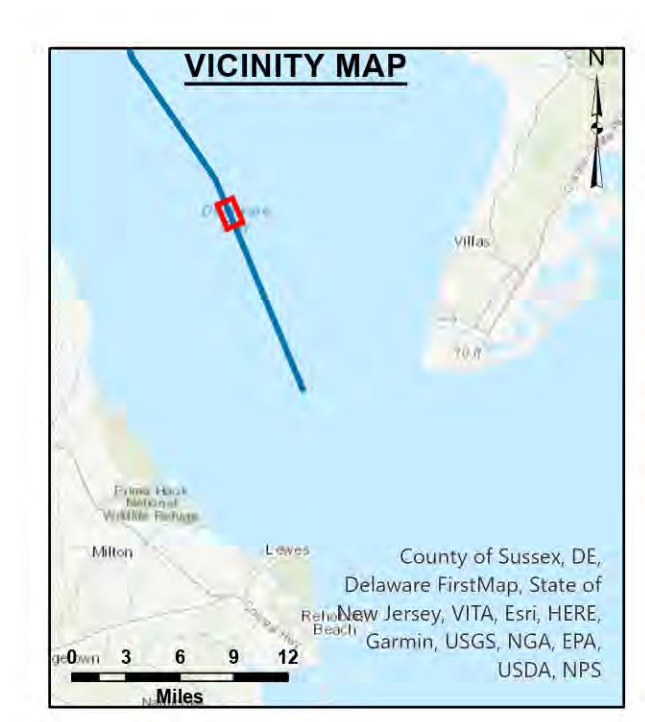 VICINITY MAP
N
Villas
Prime Hook
National
Wildlife Refuge
Milton
Lewes
County of Sussex, DE,
Delaware FirstMap, State of
New Jersey, VITA, Esri, HERE,
Garmin, USGS, NGA, EPA,
USDA, NPS
Beach
0 3 6 9 12
Miles